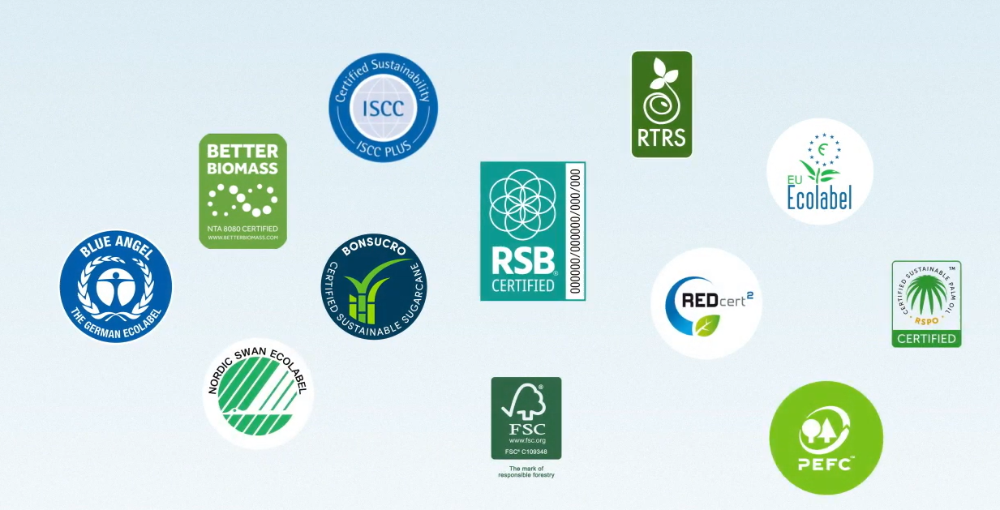 Certified Sustainability
ISCC
ISCC PLUS
RTRS
BETTER
BIOMASS
NTA 8080 CERTIFIED
WWW.BETTERBIOMASS.COM
EU
Ecolabel
RSB®
CERTIFIED
000000/000000/000/000
BLUE ANGEL
THE GERMAN ECOLABEL
BONSUCRO
CERTIFIED SUSTAINABLE SUGARCANE
REDcert²
CERTIFIED SUSTAINABLE PALM OIL ™
· RSPO ·
CERTIFIED
NORDIC SWAN ECOLABEL
®
FSC
www.fsc.org
FSC® C109348
The mark of
responsible forestry
PEFC™